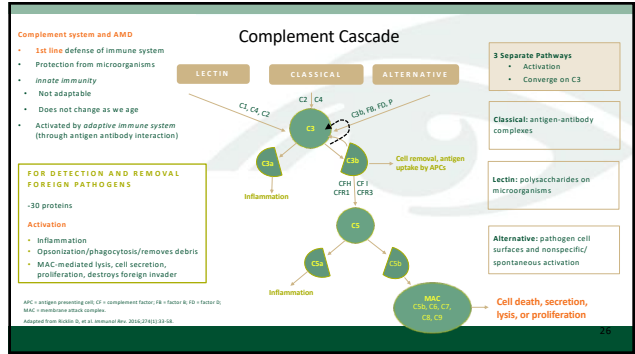 Complement Cascade
Complement system and AMD
• 1st line defense of immune system
• Protection from microorganisms
• innate immunity
• Not adaptable
• Does not change as we age
• Activated by adaptive immune system
(through antigen antibody interaction)
FOR DETECTION AND REMOVAL
FOREIGN PATHOGENS
-30 proteins
Activation
• Inflammation
• Opsonization/phagocytosis/removes debris
• MAC-mediated lysis, cell secretion,
proliferation, destroys foreign invader
LECTIN
CLASSICAL
ALTERNATIVE
C1, C4, C2
C2 C4
C3b, FB, FD, P
C3
C3a
C3b
Cell removal, antigen
uptake by APCs
Inflammation
CFH CF I
CFR1 CFR3
C5
C5a
C5b
Inflammation
MAC
C5b, C6, C7,
C8, C9
Cell death, secretion,
lysis, or proliferation
3 Separate Pathways
• Activation
• Converge on C3
Classical: antigen-antibody
complexes
Lectin: polysaccharides on
microorganisms
Alternative: pathogen cell
surfaces and nonspecific/
spontaneous activation
APC = antigen presenting cell; CF = complement factor; FB = factor B; FD = factor D;
MAC = membrane attack complex.
Adapted from Ricklin D, et al. Immunol Rev. 2016;274(1):33-58.
26